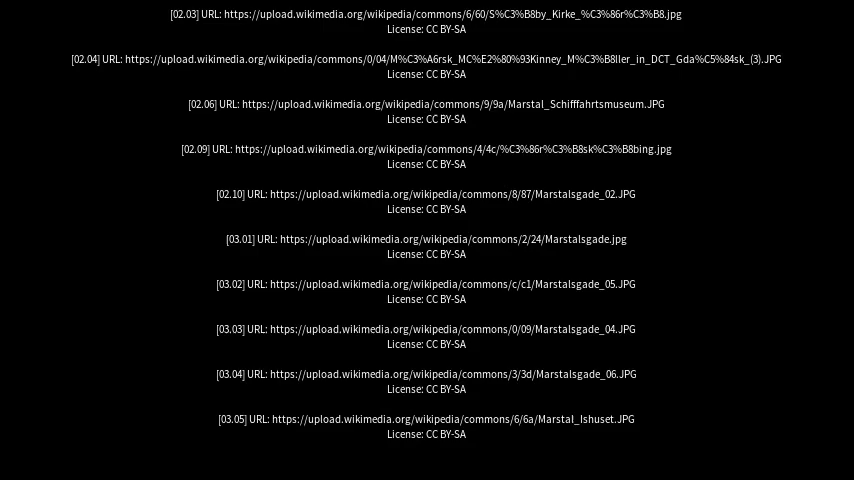 [02.03] URL: https://upload.wikimedia.org/wikipedia/commons/6/60/S%C3%B8by_Kirke_%C3%86r%C3%B8.jpg
License: CC BY-SA
[02.04] URL: https://upload.wikimedia.org/wikipedia/commons/0/04/M%C3%A6rsk_MC%E2%80%93Kinney_M%C3%B8ller_in_DCT_Gda%C5%84sk_(3).JPG
License: CC BY-SA
[02.06] URL: https://upload.wikimedia.org/wikipedia/commons/9/9a/Marstal_Schifffahrtsmuseum.JPG
License: CC BY-SA
[02.09] URL: https://upload.wikimedia.org/wikipedia/commons/4/4c/%C3%86r%C3%B8sk%C3%B8bing.jpg
License: CC BY-SA
[02.10] URL: https://upload.wikimedia.org/wikipedia/commons/8/87/Marstalsgade_02.JPG
License: CC BY-SA
[03.01] URL: https://upload.wikimedia.org/wikipedia/commons/2/24/Marstalsgade.jpg
License: CC BY-SA
[03.02] URL: https://upload.wikimedia.org/wikipedia/commons/c/c1/Marstalsgade_05.JPG
License: CC BY-SA
[03.03] URL: https://upload.wikimedia.org/wikipedia/commons/0/09/Marstalsgade_04.JPG
License: CC BY-SA
[03.04] URL: https://upload.wikimedia.org/wikipedia/commons/3/3d/Marstalsgade_06.JPG
License: CC BY-SA
[03.05] URL: https://upload.wikimedia.org/wikipedia/commons/6/6a/Marstal_Ishuset.JPG
License: CC BY-SA